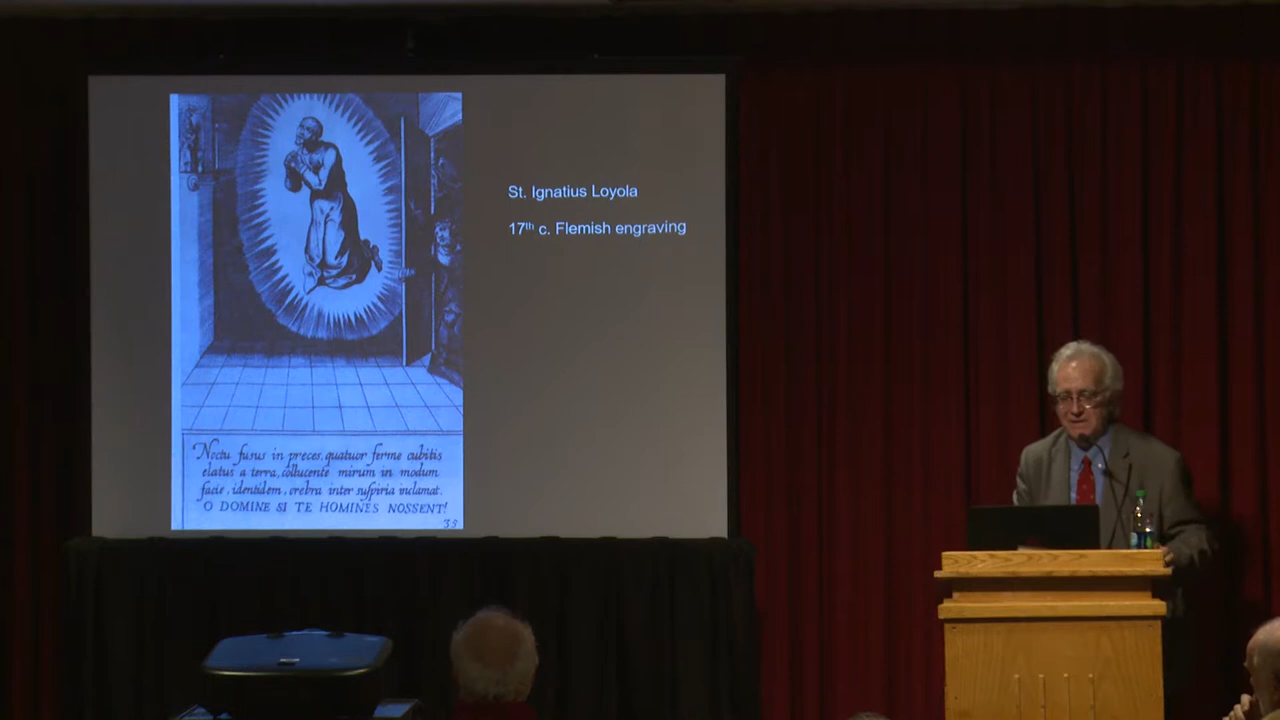 St. Ignatius Loyola
17th c. Flemish engraving
Noctu fusus in preces, quatuor ferme cubitis
elatus a terra, collucente mirum in modum
facie, identidem, crebra inter suspiria inclamat.
O DOMINE SI TE HOMINES NOSSENT!
33